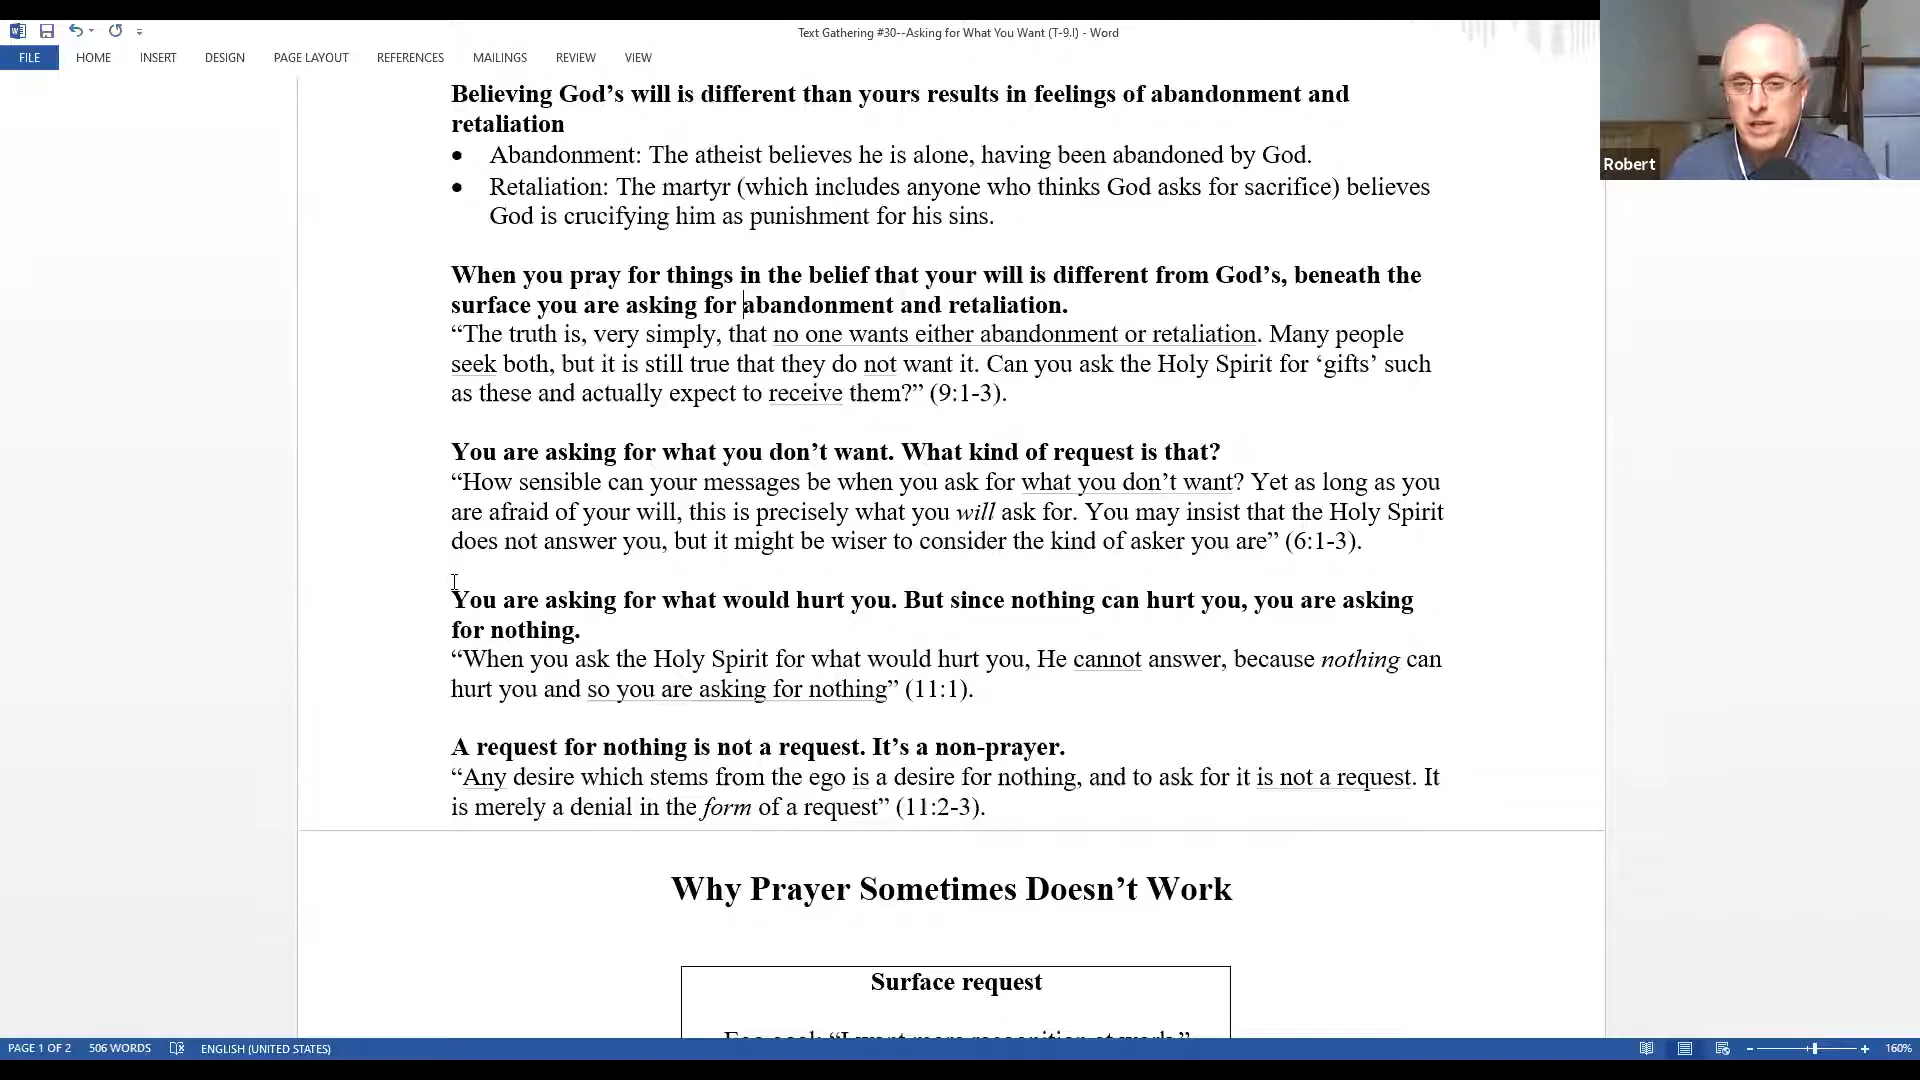 Text Gathering #30--Asking for What You Want (T-9.I) - Word
FILE HOME INSERT DESIGN PAGE LAYOUT REFERENCES MAILINGS REVIEW VIEW
Believing God’s will is different than yours results in feelings of abandonment and
retaliation
• Abandonment: The atheist believes he is alone, having been abandoned by God.
• Retaliation: The martyr (which includes anyone who thinks God asks for sacrifice) believes
God is crucifying him as punishment for his sins.
Robert
When you pray for things in the belief that your will is different from God’s, beneath the
surface you are asking for abandonment and retaliation.
“The truth is, very simply, that no one wants either abandonment or retaliation. Many people
seek both, but it is still true that they do not want it. Can you ask the Holy Spirit for ‘gifts’ such
as these and actually expect to receive them?” (9:1-3).
You are asking for what you don’t want. What kind of request is that?
“How sensible can your messages be when you ask for what you don’t want? Yet as long as you
are afraid of your will, this is precisely what you will ask for. You may insist that the Holy Spirit
does not answer you, but it might be wiser to consider the kind of asker you are” (6:1-3).
You are asking for what would hurt you. But since nothing can hurt you, you are asking
for nothing.
“When you ask the Holy Spirit for what would hurt you, He cannot answer, because nothing can
hurt you and so you are asking for nothing” (11:1).
A request for nothing is not a request. It’s a non-prayer.
“Any desire which stems from the ego is a desire for nothing, and to ask for it is not a request. It
is merely a denial in the form of a request” (11:2-3).
Why Prayer Sometimes Doesn’t Work
Surface request
“I want more recognition at work.”
PAGE 1 OF 2 506 WORDS ENGLISH (UNITED STATES) 160%